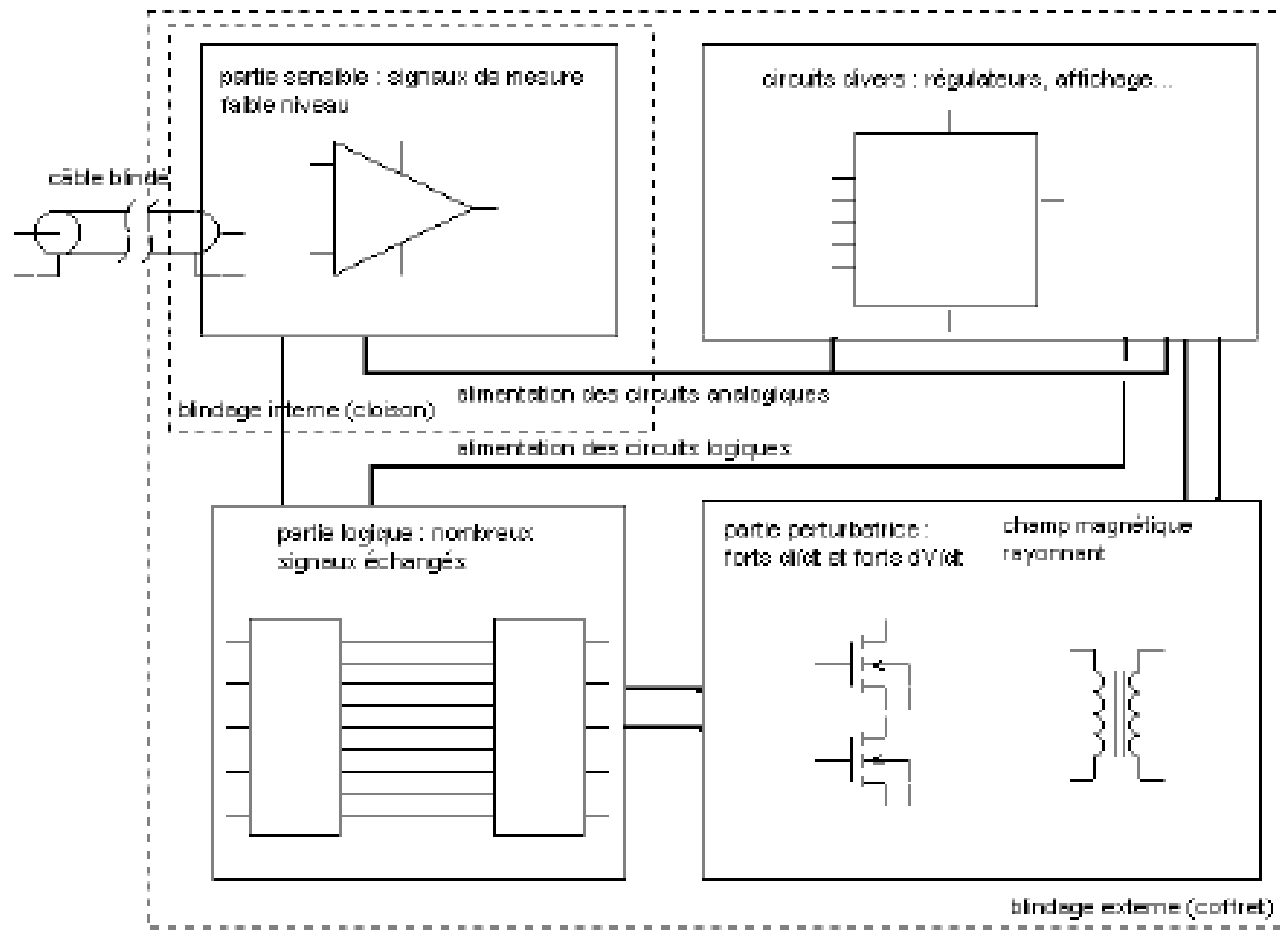 partie sensible : signaux de mesure
faible niveau
circuits divers : régulateurs, affichage...
câble blindé
alimentation des circuits analogiques
blindage interne (cloison)
alimentation des circuits logiques
partie logique : nombreux
signaux échangés
partie perturbatrice :
forts di/dt et forts dV/dt
champ magnétique
rayonnant
blindage externe (coffret)